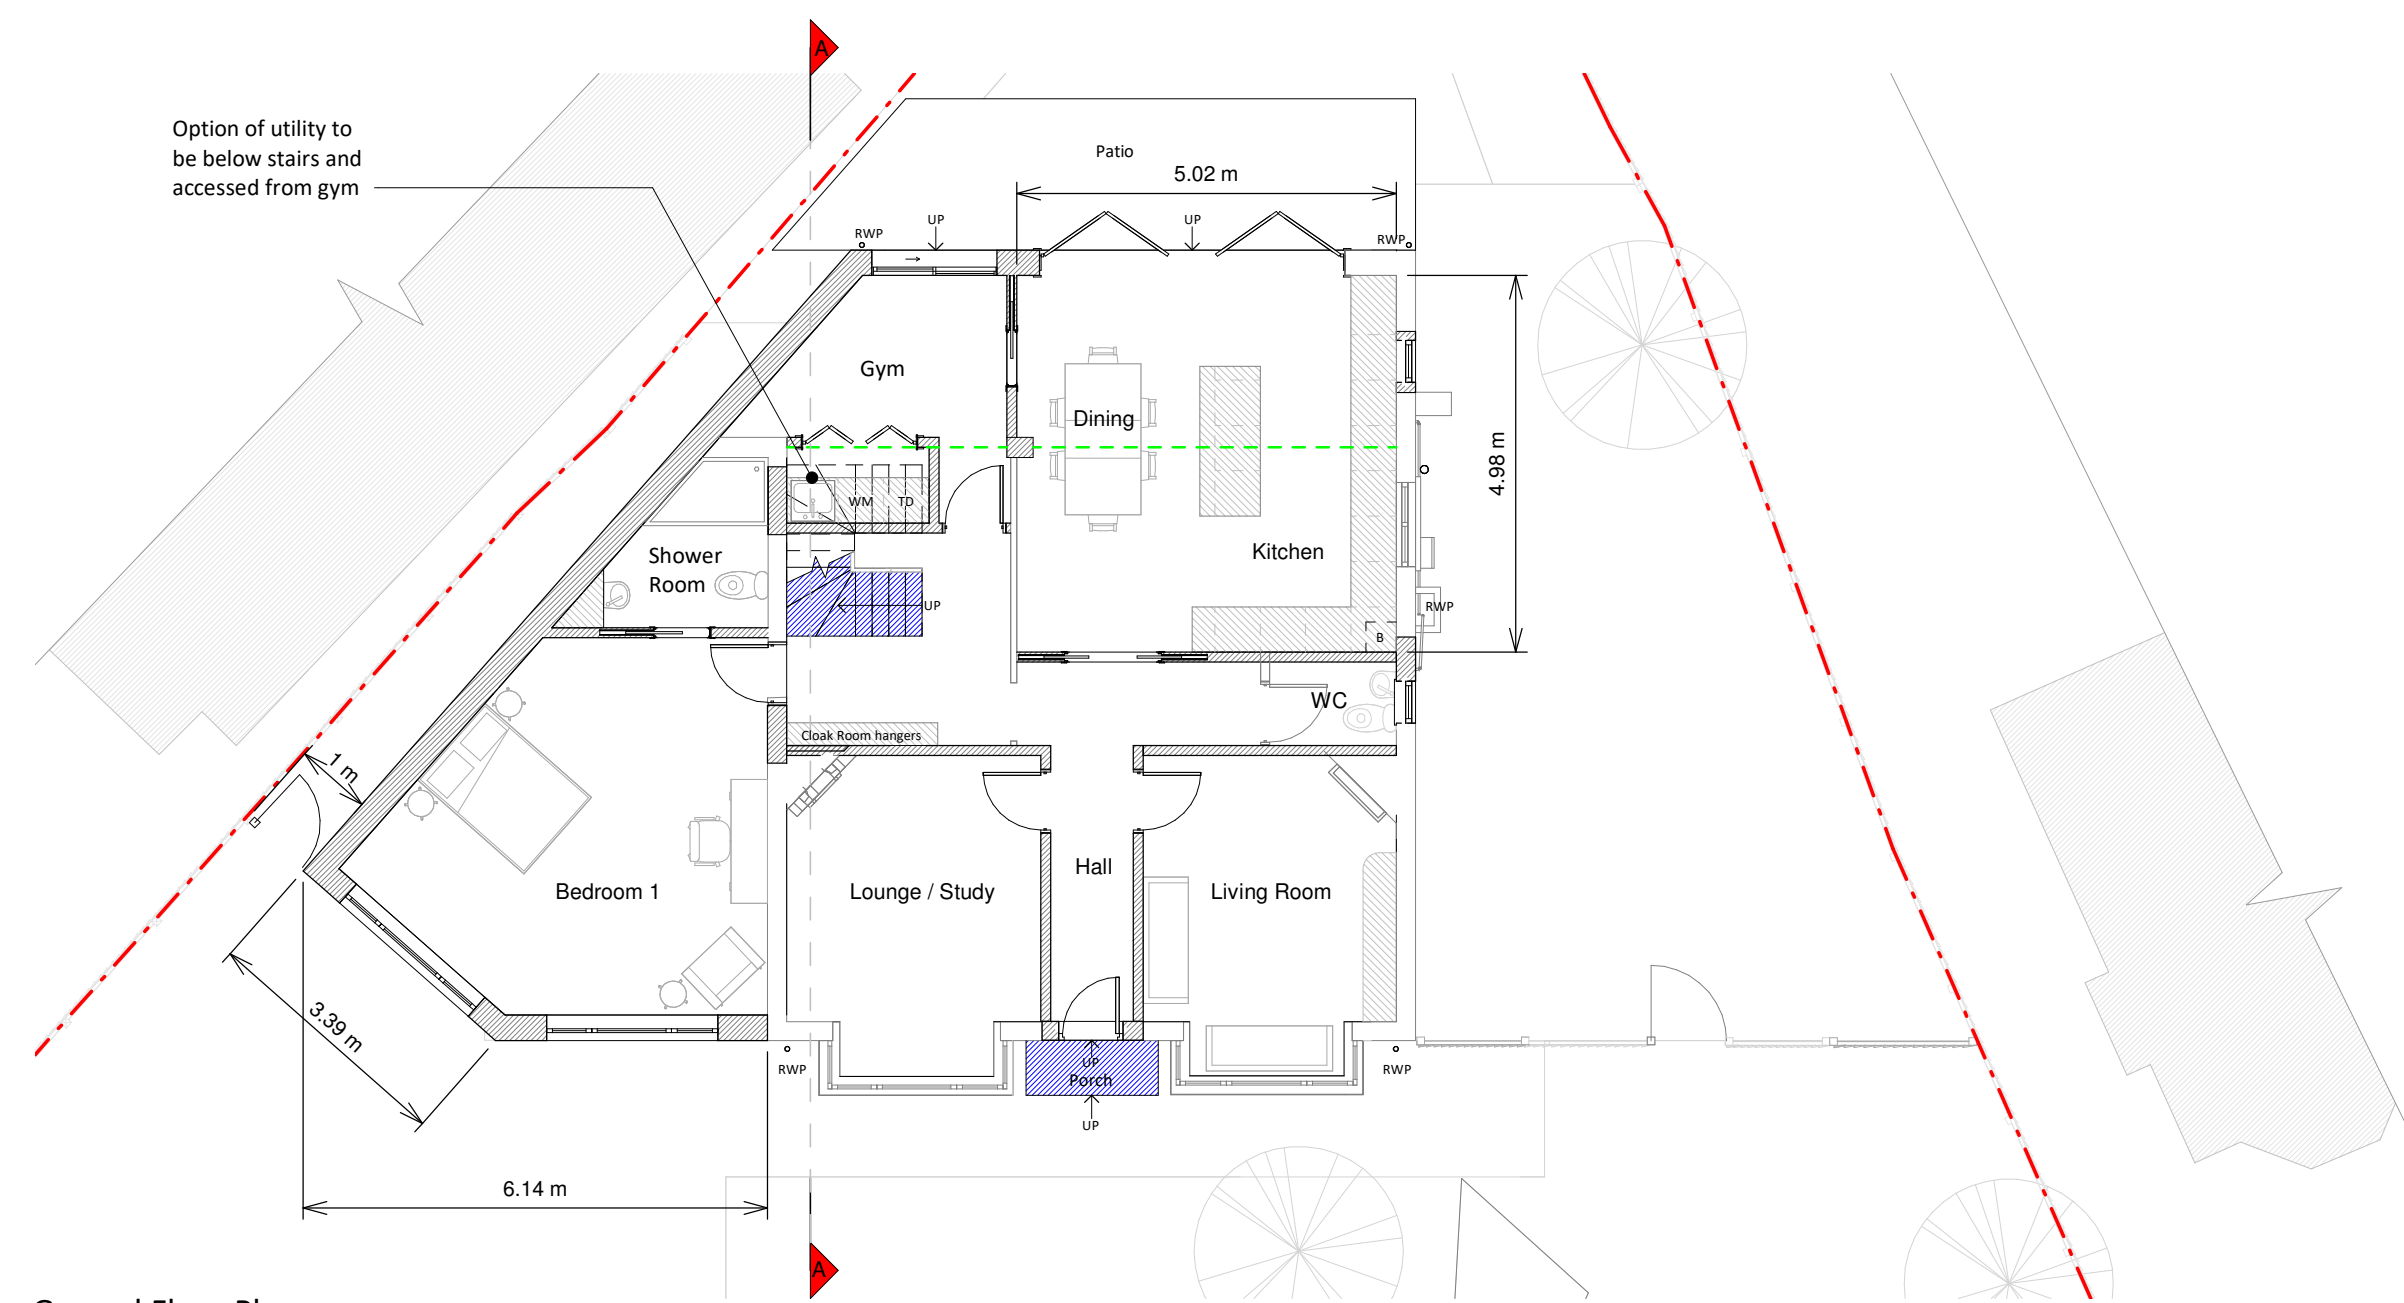 A
Option of utility to
be below stairs and
accessed from gym
Patio
5.02 m
UP
UP
RWP
RWP
Gym
Dining
4.98 m
WM
TD
Kitchen
Shower
Room
UP
RWP
B
WC
Cloak Room hangers
1 m
Hall
Bedroom 1
Lounge / Study
Living Room
3.39 m
UP
RWP
Porch
RWP
UP
6.14 m
A